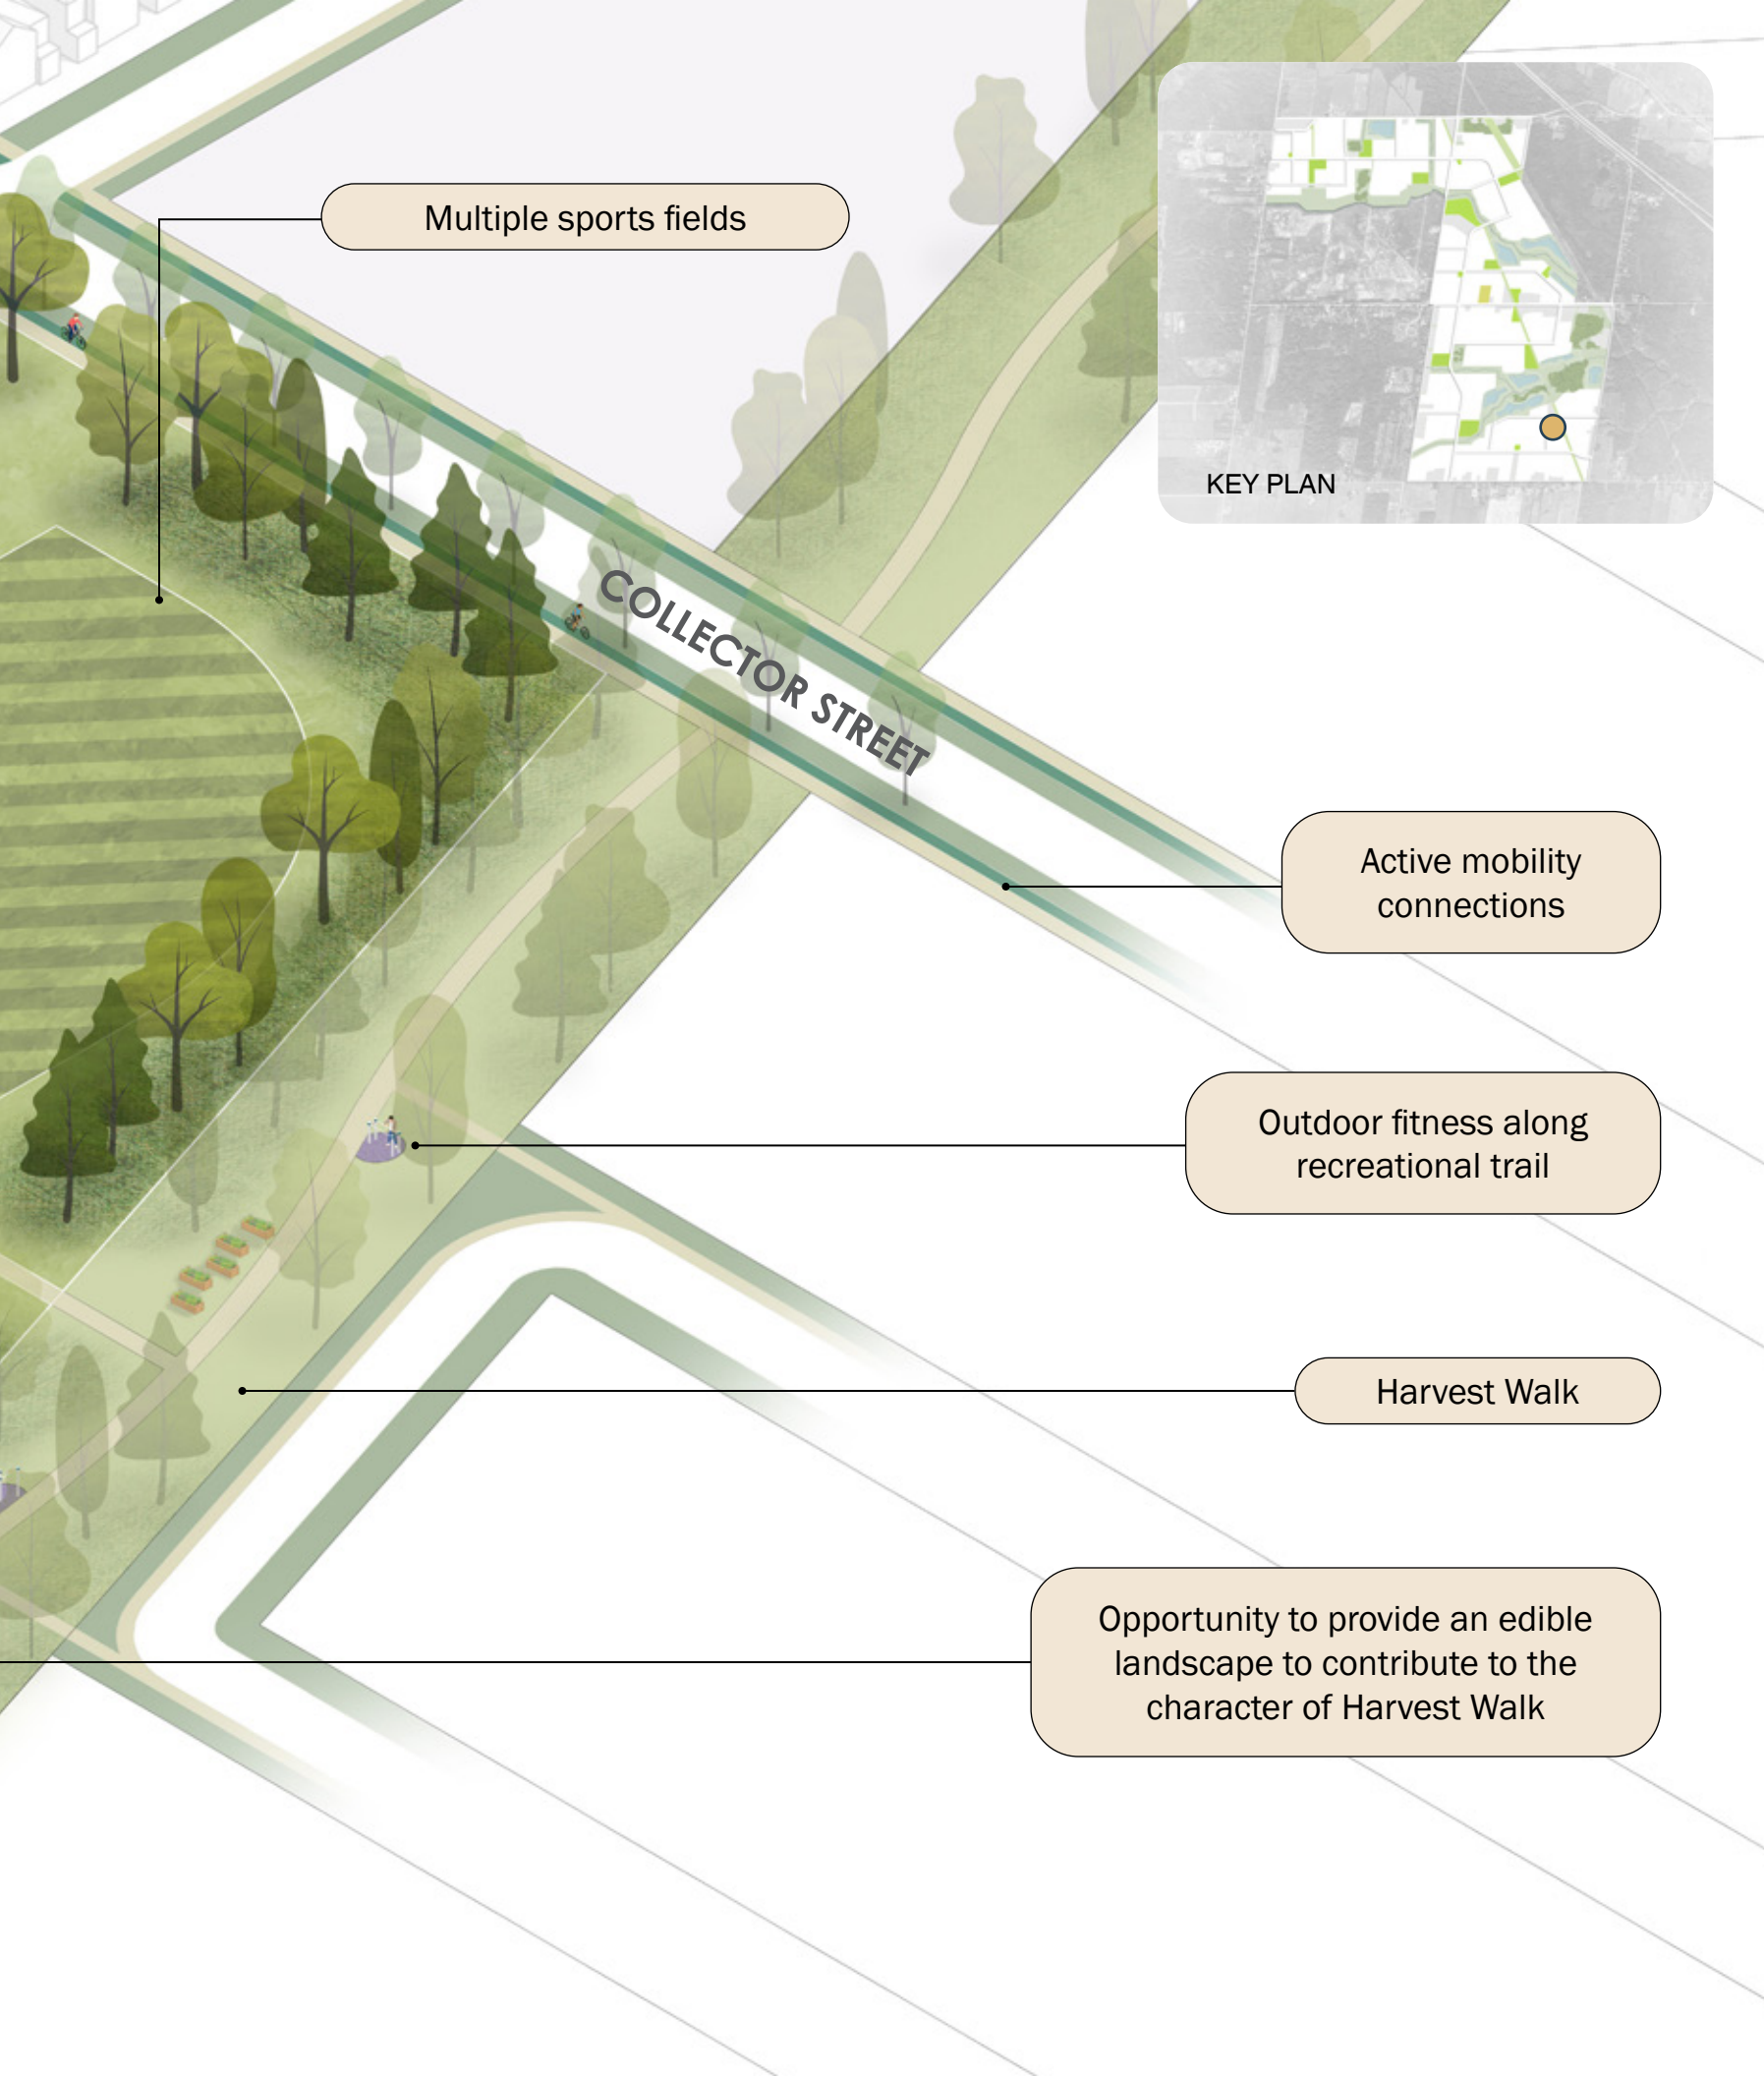 Multiple sports fields
KEY PLAN
COLLECTOR STREET
Active mobility
connections
Outdoor fitness along
recreational trail
Harvest Walk
Opportunity to provide an edible
landscape to contribute to the
character of Harvest Walk